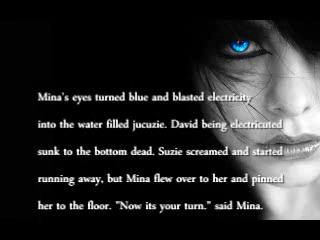 Mina's eyes turned blue and blasted electricity
into the water filled jucuzie. David being electricuted
sunk to the bottom dead. Suzie screamed and started
running away, but Mina flew over to her and pinned
her to the floor. "Now its your turn." said Mina.